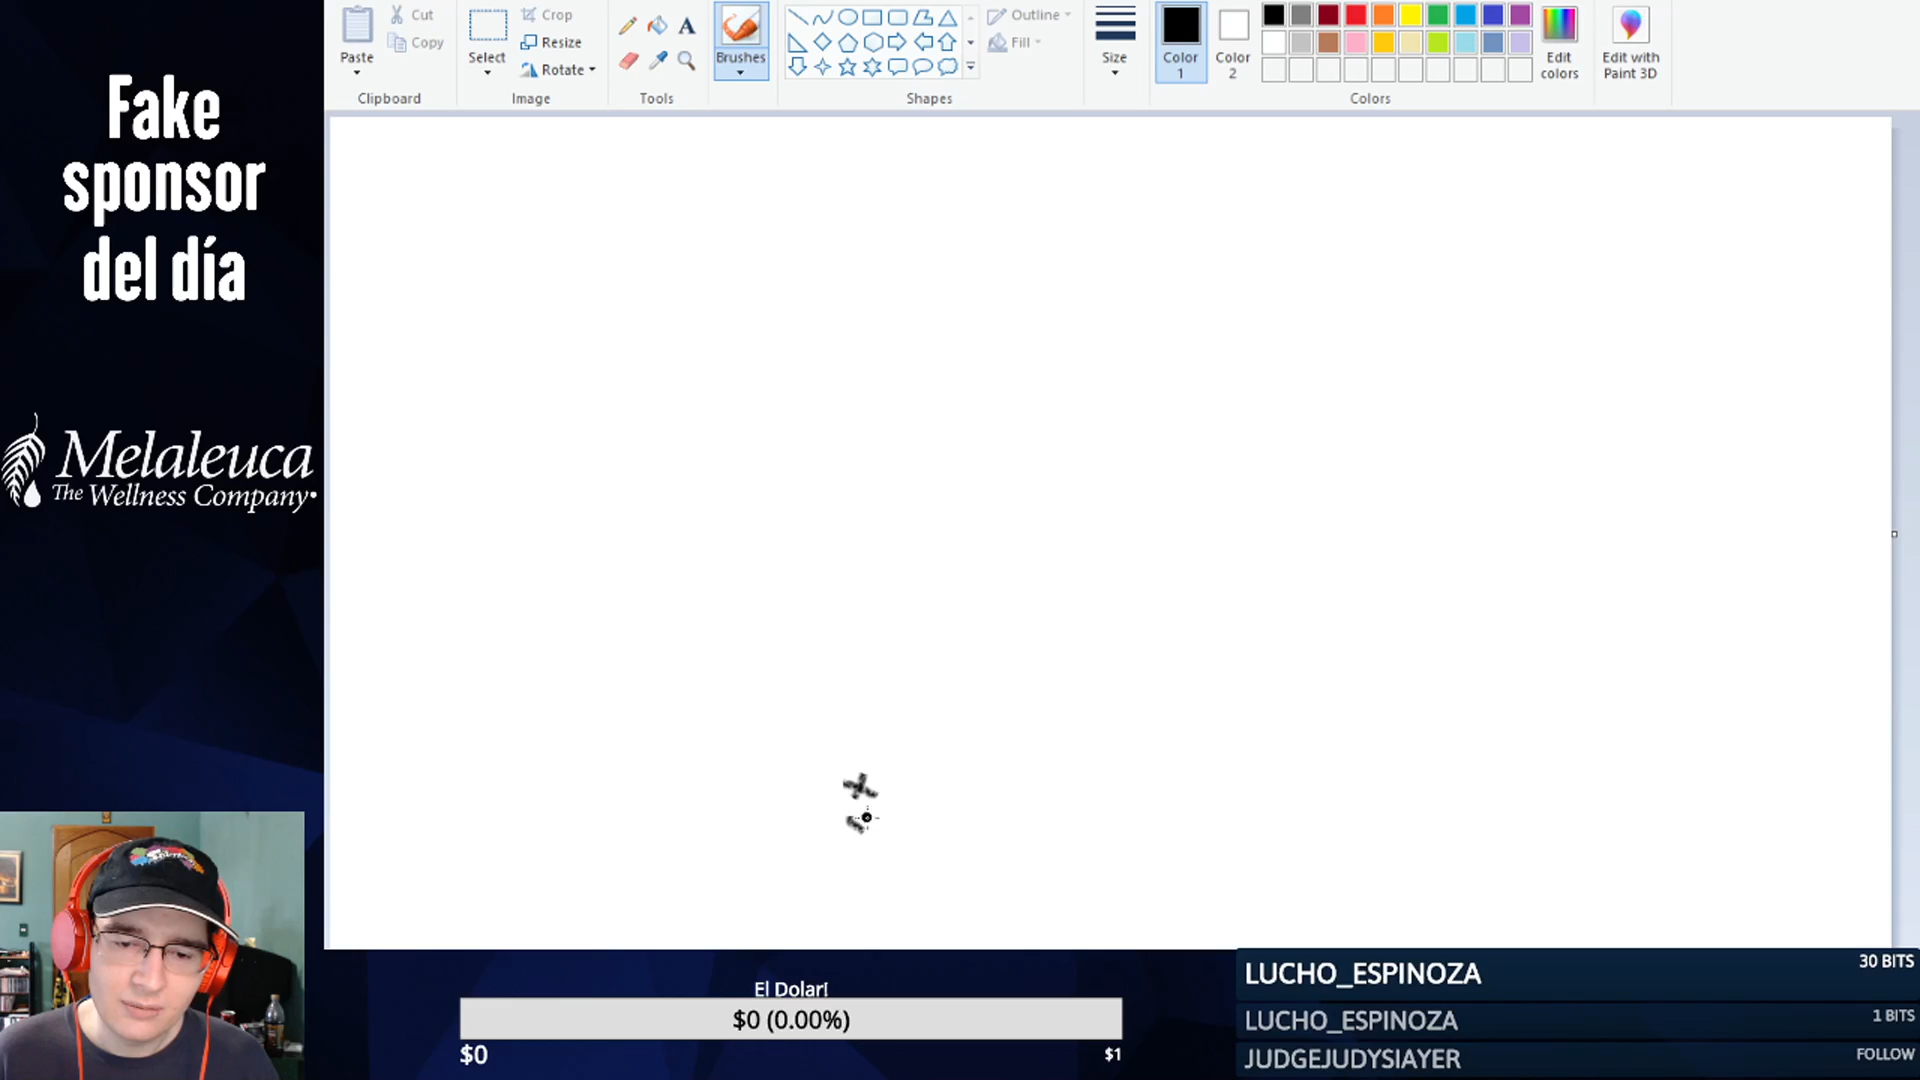 Fake
sponsor
del día
Melaleuca
The Wellness Company
Paste
Cut
Copy
Clipboard
Select
Crop
Resize
Rotate
Image
A
Tools
Brushes
Shapes
Outline
Fill
Size
Color
1
Color
2
Colors
Edit
colors
Edit with
Paint 3D
El Dolar!
$0 (0.00%)
$0
$1
LUCHO_ESPINOZA
30 BITS
LUCHO_ESPINOZA
1 BITS
JUDGEJUDYSIAYER
FOLLOW